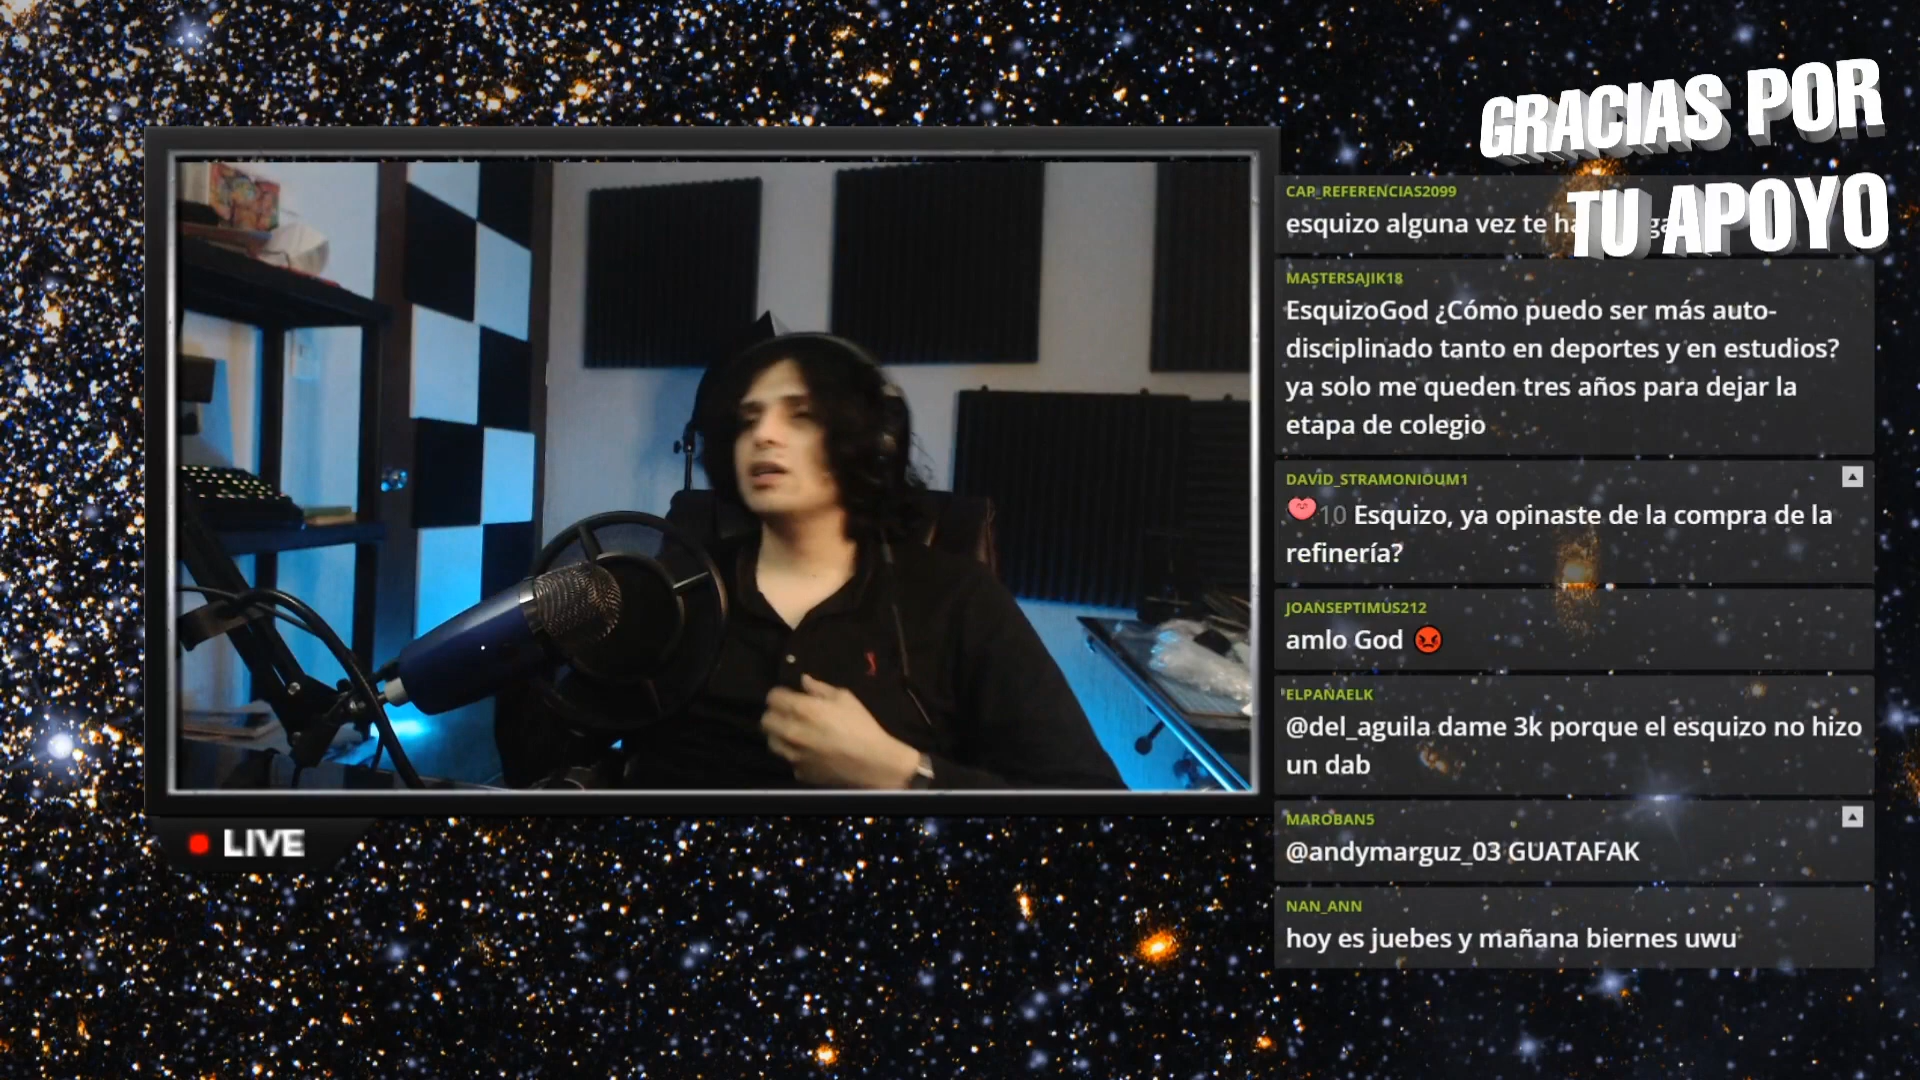 GRACIAS POR
TU APOYO
CAP_REFERENCIAS2099
esquizo alguna vez te
MASTERSAJIK18
EsquizoGod ¿Cómo puedo ser más auto-
disciplinado tanto en deportes y en estudios?
ya solo me queden tres años para dejar la
etapa de colegio
DAVID_STRAMONIOUM1
10 Esquizo, ya opinaste de la compra de la
refinería?
JOANSEPTIMUS212
amlo God
ELPANAELK
@del_aguila dame 3k porque el esquizo no hizo
un dab
MAROBAN5
@andymarguz_03 GUATAFAK
NAN_ANN
hoy es juebes y mañana biernes uwu
LIVE